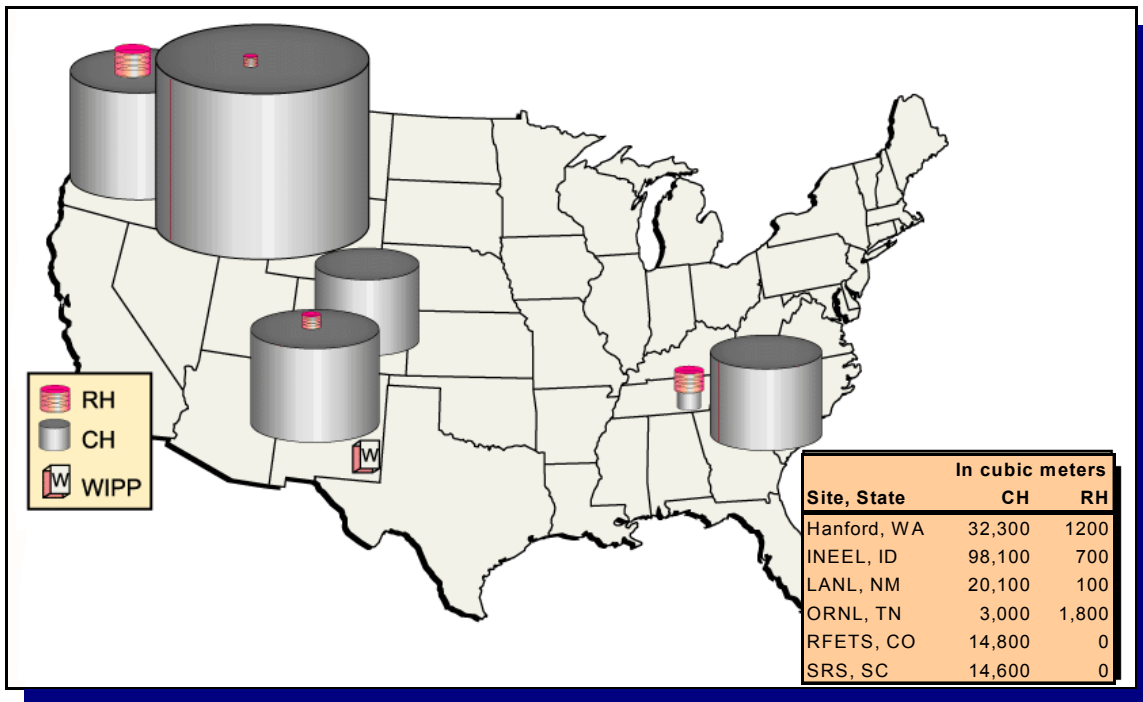 RH
CH
W WIPP
W
In cubic meters
Site, State CH RH
Hanford, WA 32,300 1200
INEEL, ID 98,100 700
LANL, NM 20,100 100
ORNL, TN 3,000 1,800
RFETS, CO 14,800 0
SRS, SC 14,600 0